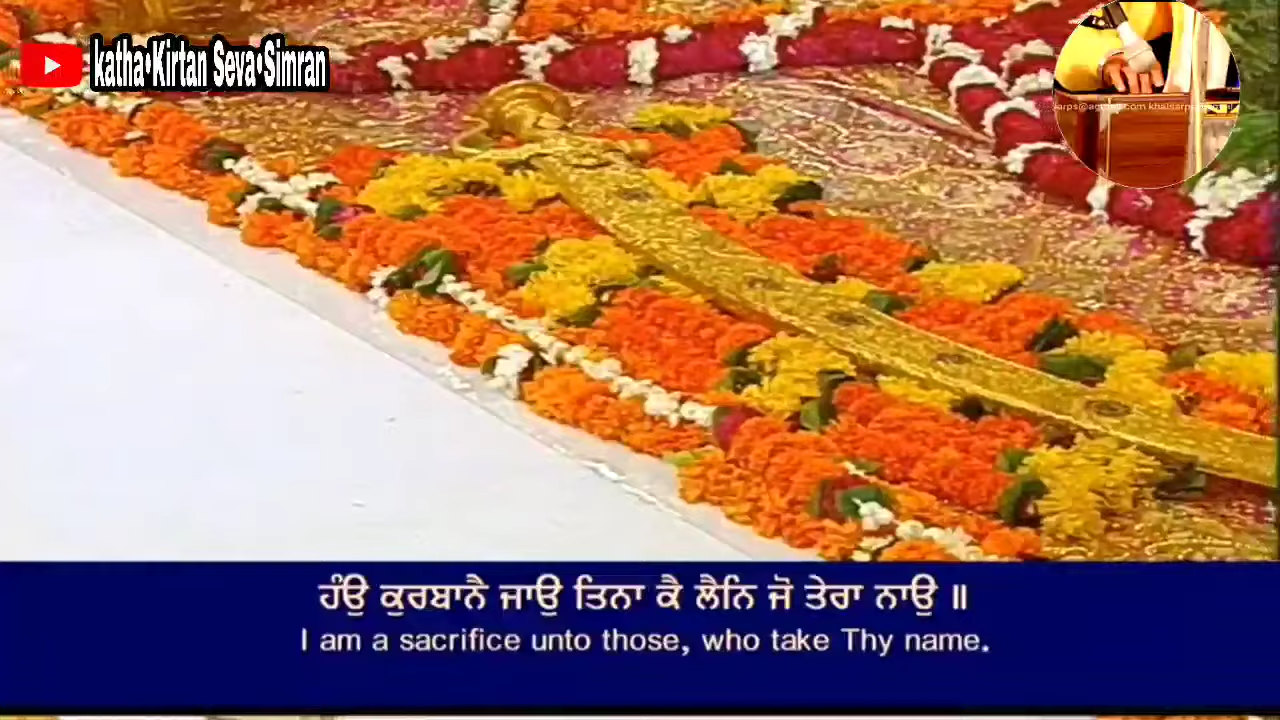 katha•Kirtan Seva•Simran
ਹੰਉ ਕੁਰਬਾਨੈ ਜਾਉ ਤਿਨਾ ਕੈ ਲੈਨਿ ਜੋ ਤੇਰਾ ਨਾਉ ॥
I am a sacrifice unto those, who take Thy name.